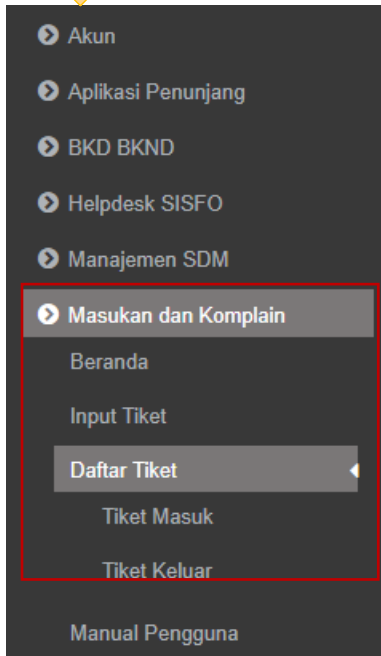 Akun
Aplikasi Penunjang
BKD BKND
Helpdesk SISFO
Manajemen SDM
Masukan dan Komplain
Beranda
Input Tiket
Daftar Tiket
Tiket Masuk
Tiket Keluar
Manual Pengguna